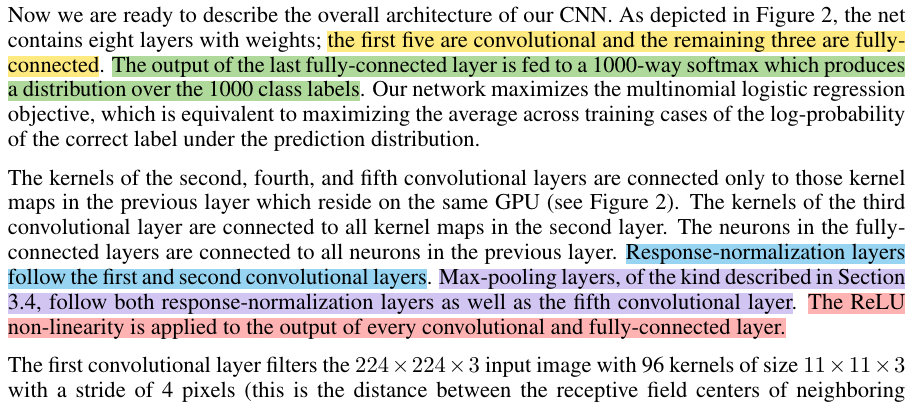 Now we are ready to describe the overall architecture of our CNN. As depicted in Figure 2, the net
contains eight layers with weights; the first five are convolutional and the remaining three are fully-
connected. The output of the last fully-connected layer is fed to a 1000-way softmax which produces
a distribution over the 1000 class labels. Our network maximizes the multinomial logistic regression
objective, which is equivalent to maximizing the average across training cases of the log-probability
of the correct label under the prediction distribution.
The kernels of the second, fourth, and fifth convolutional layers are connected only to those kernel
maps in the previous layer which reside on the same GPU (see Figure 2). The kernels of the third
convolutional layer are connected to all kernel maps in the second layer. The neurons in the fully-
connected layers are connected to all neurons in the previous layer. Response-normalization layers
follow the first and second convolutional layers. Max-pooling layers, of the kind described in Section
3.4, follow both response-normalization layers as well as the fifth convolutional layer. The ReLU
non-linearity is applied to the output of every convolutional and fully-connected layer.
The first convolutional layer filters the 224 × 224 × 3 input image with 96 kernels of size 11 × 11 × 3
with a stride of 4 pixels (this is the distance between the receptive field centers of neighboring